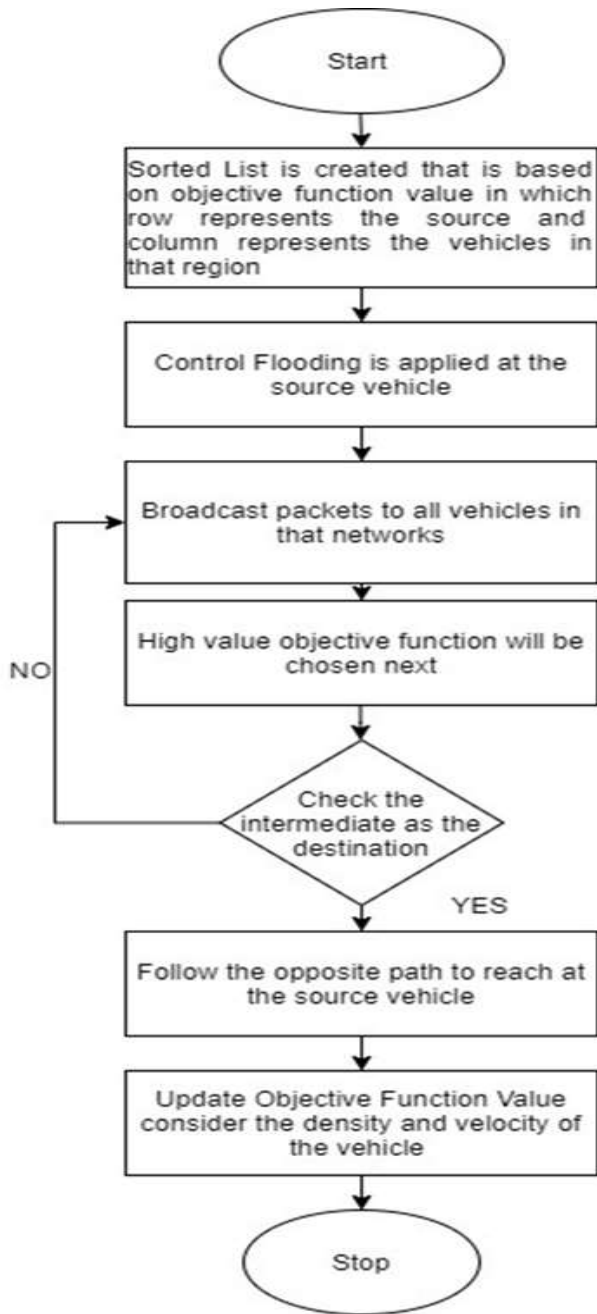 Start
Sorted List is created that is based
on objective function value in which
row represents the source and
column represents the vehicles in
that region
Control Flooding is applied at the
source vehicle
Broadcast packets to all vehicles in
that networks
High value objective function will be
chosen next
NO
Check the
intermediate as the
destination
YES
Follow the opposite path to reach at
the source vehicle
Update Objective Function Value
consider the density and velocity of
the vehicle
Stop